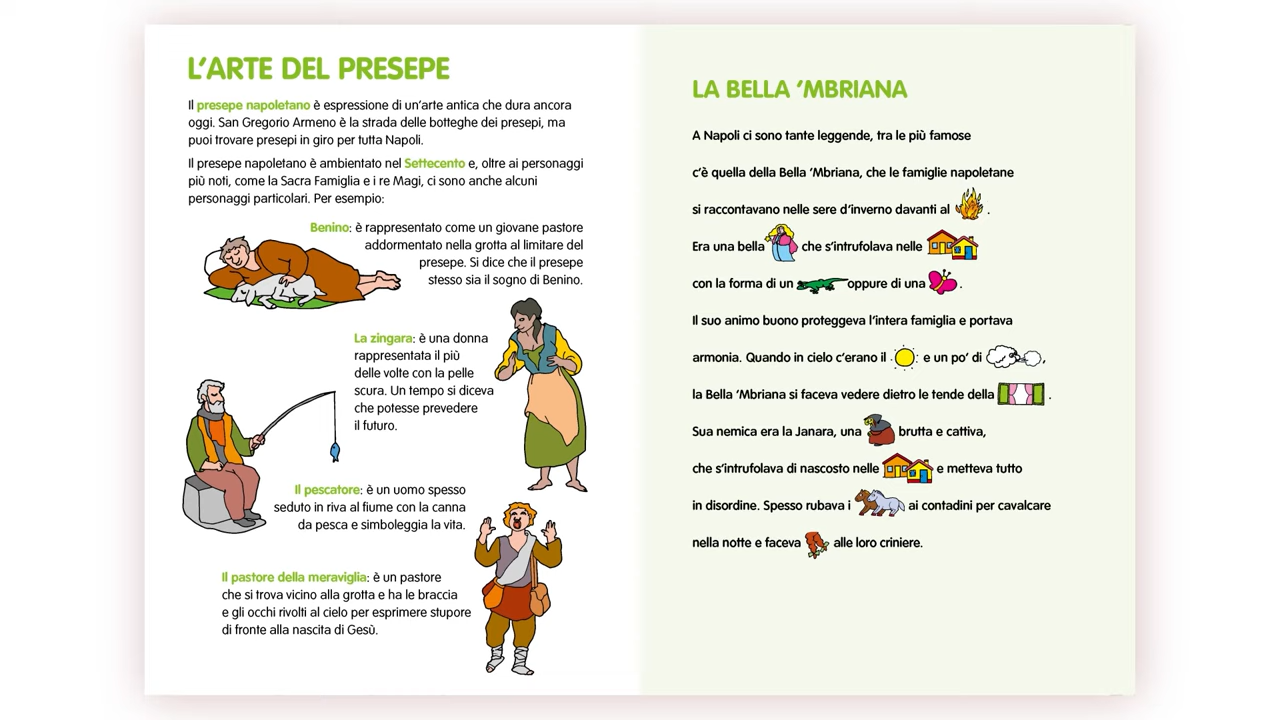 L'ARTE DEL PRESEPE
Il presepe napoletano è espressione di un'arte antica che dura ancora
oggi. San Gregorio Armeno è la strada delle botteghe dei presepi, ma
puoi trovare presepi in giro per tutta Napoli.
Il presepe napoletano è ambientato nel Settecento e, oltre ai personaggi
più noti, come la Sacra Famiglia e i re Magi, ci sono anche alcuni
personaggi particolari. Per esempio:
Benino: è rappresentato come un giovane pastore
addormentato nella grotta al limitare del
presepe. Si dice che il presepe
stesso sia il sogno di Benino.
La zingara: è una donna
rappresentata il più
delle volte con la pelle
scura. Un tempo si diceva
che potesse prevedere
il futuro.
Il pescatore: è un uomo spesso
seduto in riva al fiume con la canna
da pesca e simboleggia la vita.
Il pastore della meraviglia: è un pastore
che si trova vicino alla grotta e ha le braccia
e gli occhi rivolti al cielo per esprimere stupore
di fronte alla nascita di Gesù.
LA BELLA 'MBRIANA
A Napoli ci sono tante leggende, tra le più famose
c'è quella della Bella 'Mbriana, che le famiglie napoletane
si raccontavano nelle sere d'inverno davanti al .
Era una bella che s'intrufolava nelle
con la forma di un oppure di una .
Il suo animo buono proteggeva l'intera famiglia e portava
armonia. Quando in cielo c'erano il e un po' di ,
la Bella 'Mbriana si faceva vedere dietro le tende della .
Sua nemica era la Janara, una brutta e cattiva,
che s'intrufolava di nascosto nelle e metteva tutto
in disordine. Spesso rubava i ai contadini per cavalcare
nella notte e faceva alle loro criniere.